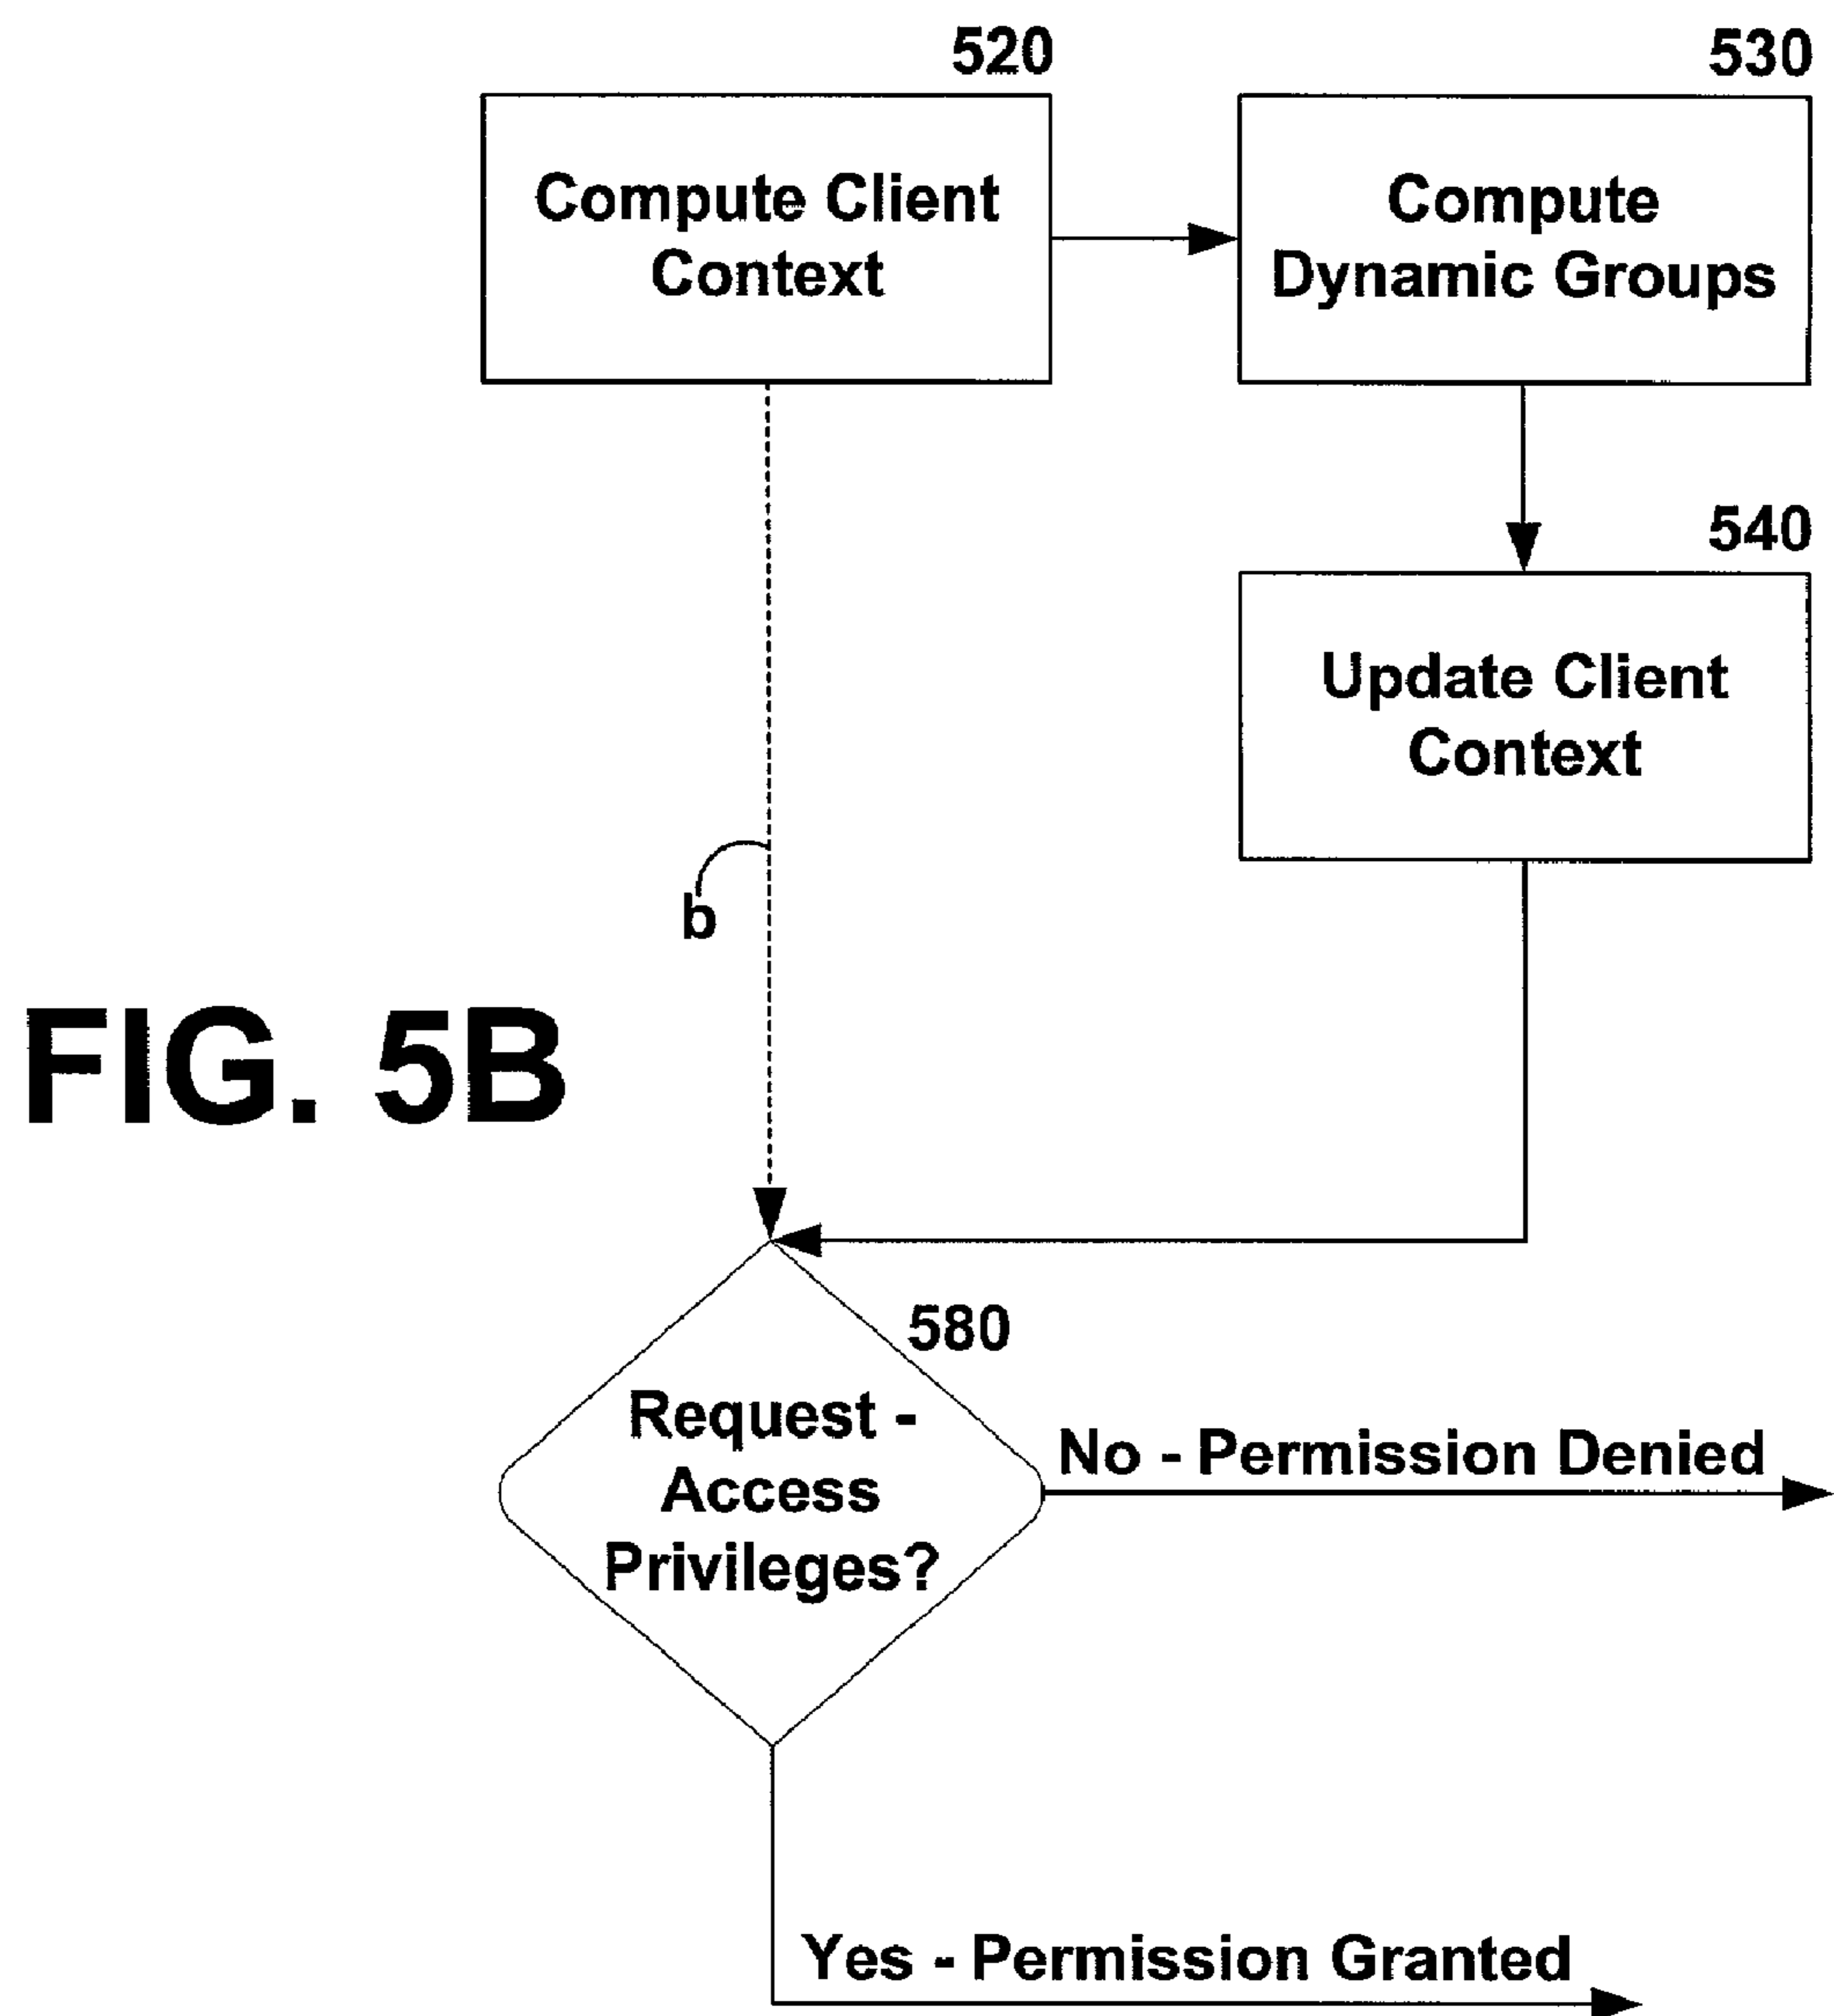 520
530
Compute Client
Context
Compute
Dynamic Groups
540
Update Client
Context
b
FIG. 5B
580
Request -
Access
Privileges?
No - Permission Denied
Yes - Permission Granted